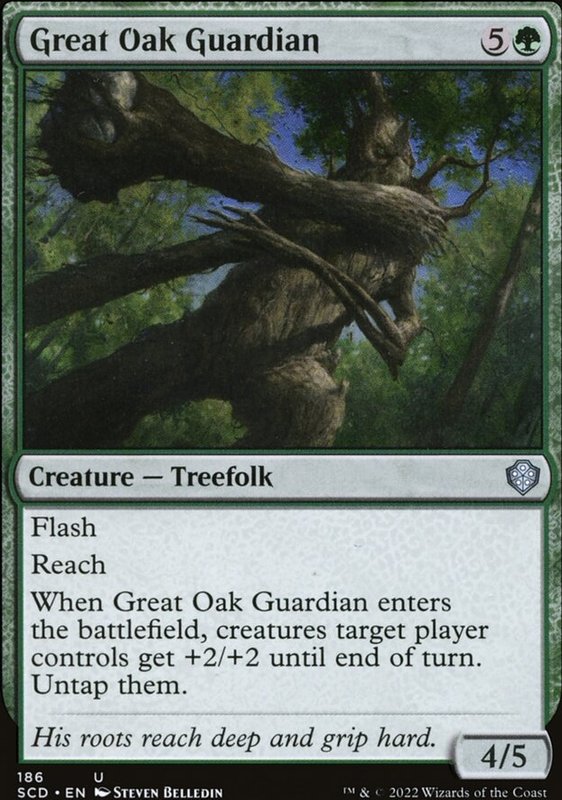 Great Oak Guardian 5
Creature — Treefolk
Flash
Reach
When Great Oak Guardian enters
the battlefield, creatures target player
controls get +2/+2 until end of turn.
Untap them.
His roots reach deep and grip hard.
4/5
186 U
SCD • EN Steven Belledin
™ & © 2022 Wizards of the Coast